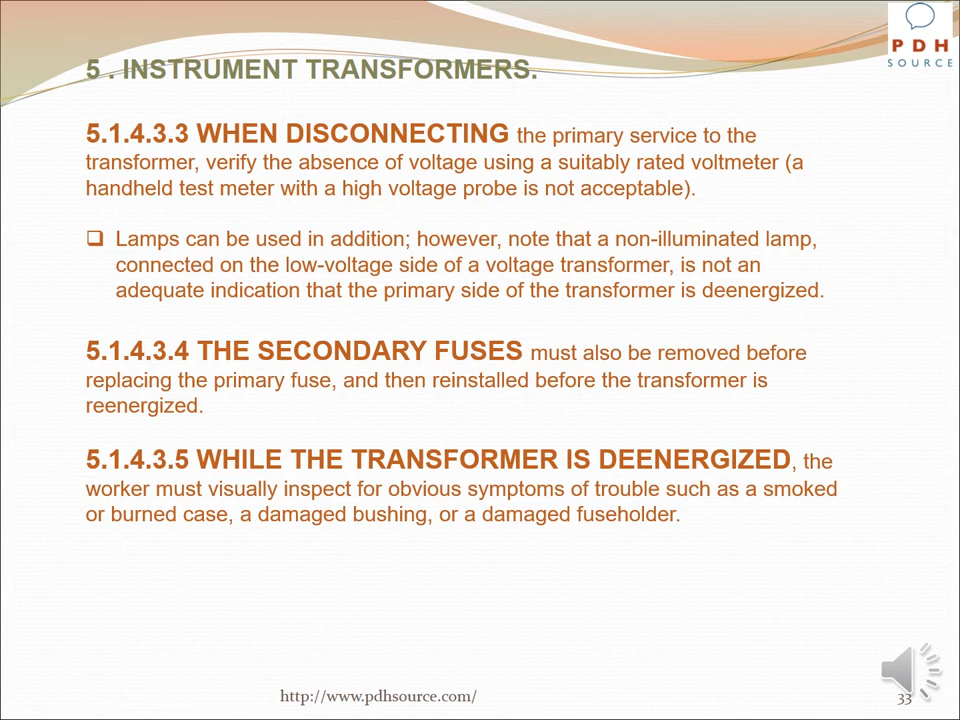 PDH
SOURCE
5 . INSTRUMENT TRANSFORMERS.
5.1.4.3.3 WHEN DISCONNECTING the primary service to the
transformer, verify the absence of voltage using a suitably rated voltmeter (a
handheld test meter with a high voltage probe is not acceptable).
❑ Lamps can be used in addition; however, note that a non-illuminated lamp,
connected on the low-voltage side of a voltage transformer, is not an
adequate indication that the primary side of the transformer is deenergized.
5.1.4.3.4 THE SECONDARY FUSES must also be removed before
replacing the primary fuse, and then reinstalled before the transformer is
reenergized.
5.1.4.3.5 WHILE THE TRANSFORMER IS DEENERGIZED, the
worker must visually inspect for obvious symptoms of trouble such as a smoked
or burned case, a damaged bushing, or a damaged fuseholder.
http://www.pdhsource.com/
33